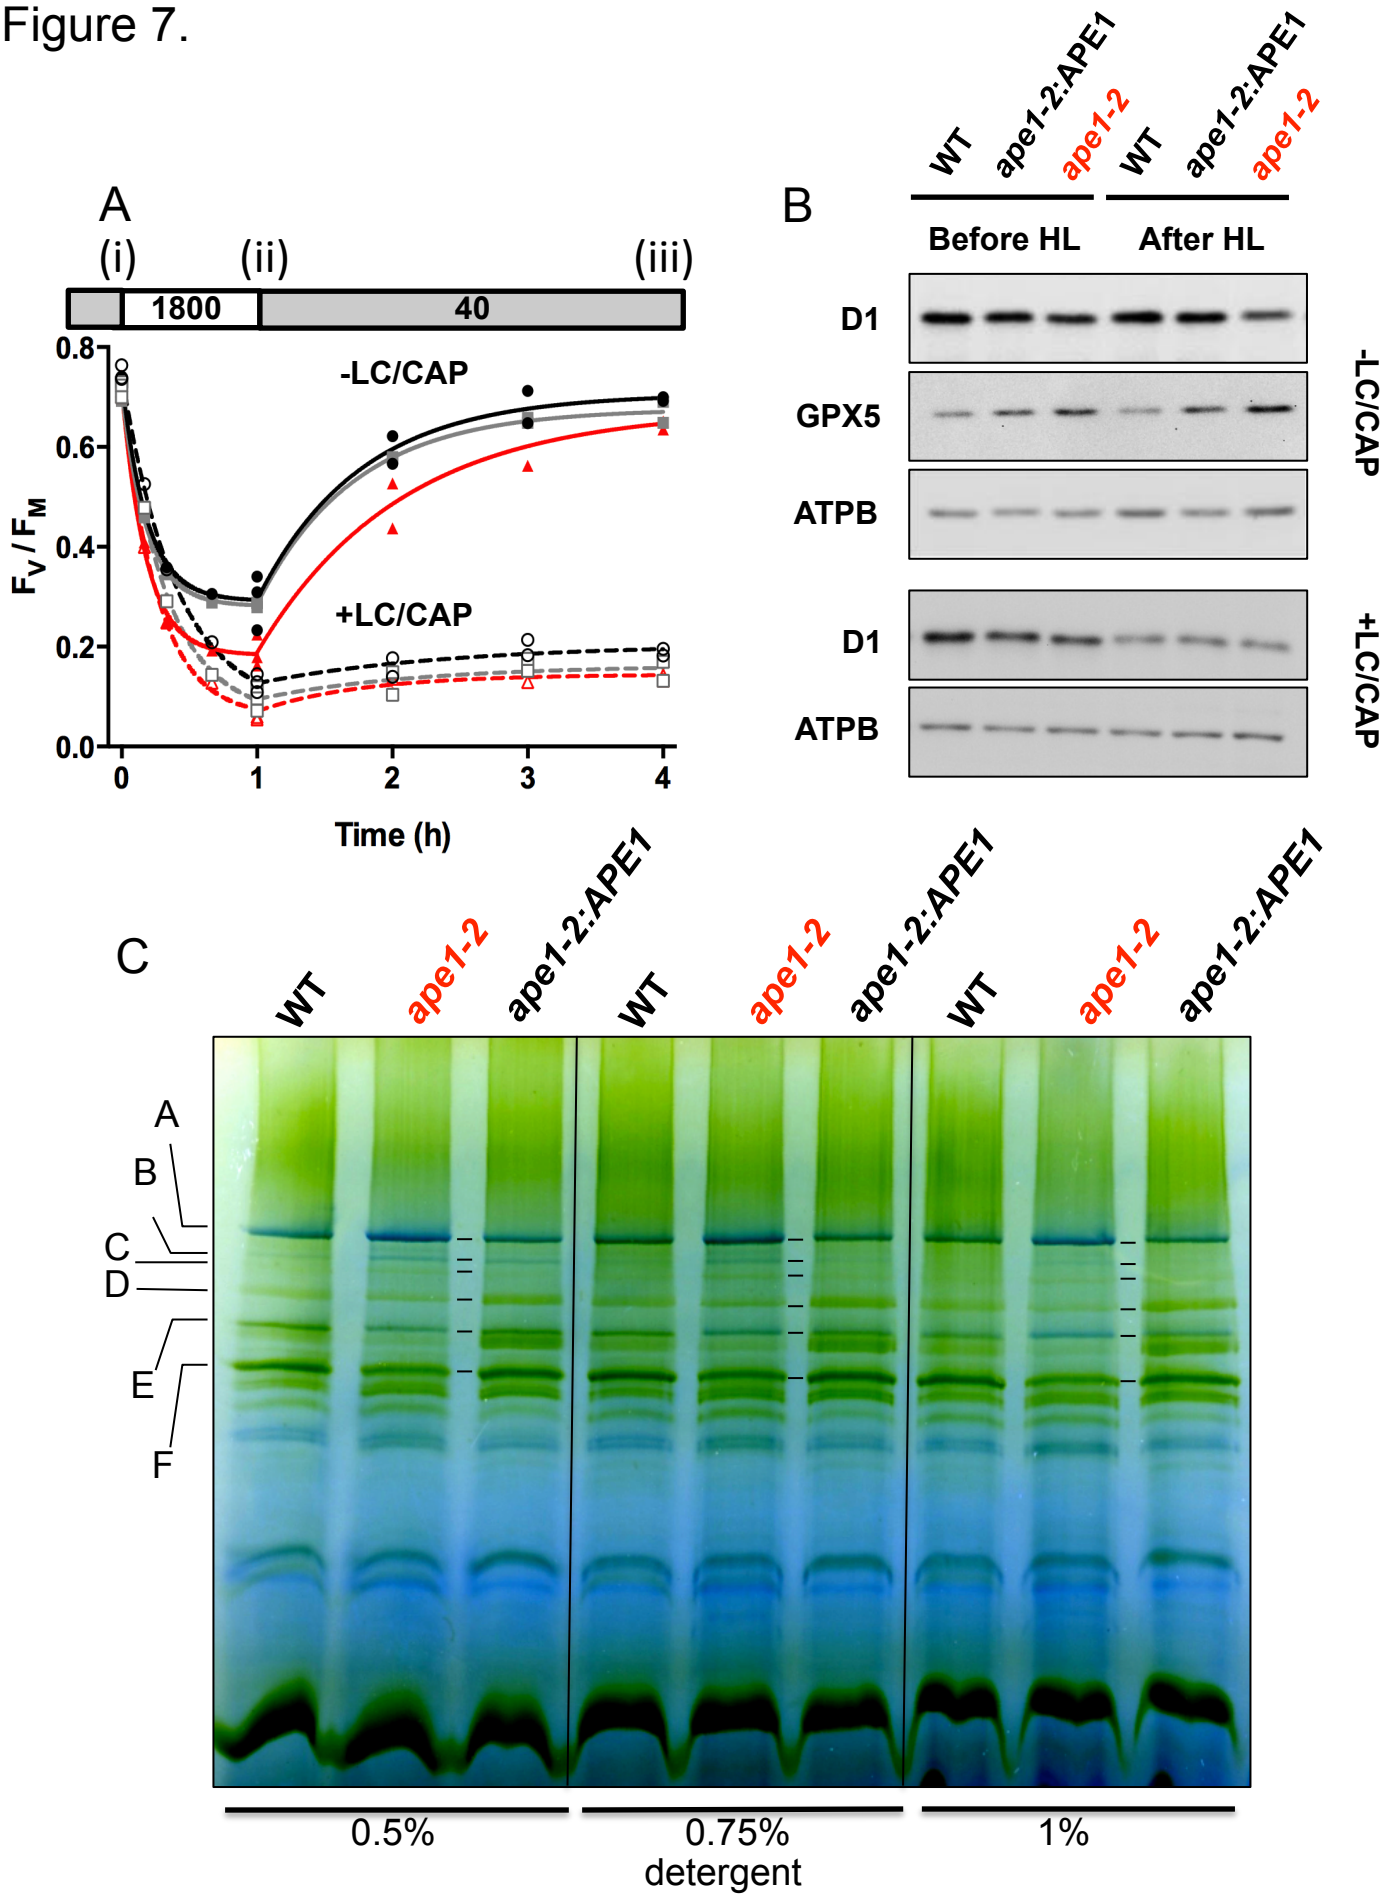 Figure 7.
A
(i) (ii) (iii)
1800 40
0.8
0.6
0.4
0.2
0.0
F_V / F_M
-LC/CAP
+LC/CAP
0 1 2 3 4
Time (h)
B
WT ape1-2:APE1 ape1-2 WT ape1-2:APE1 ape1-2
Before HL After HL
D1
GPX5
ATPB
-LC/CAP
D1
ATPB
+LC/CAP
C
WT ape1-2 ape1-2:APE1 WT ape1-2 ape1-2:APE1 WT ape1-2 ape1-2:APE1
A
B
C
D
E
F
0.5% 0.75% 1%
detergent